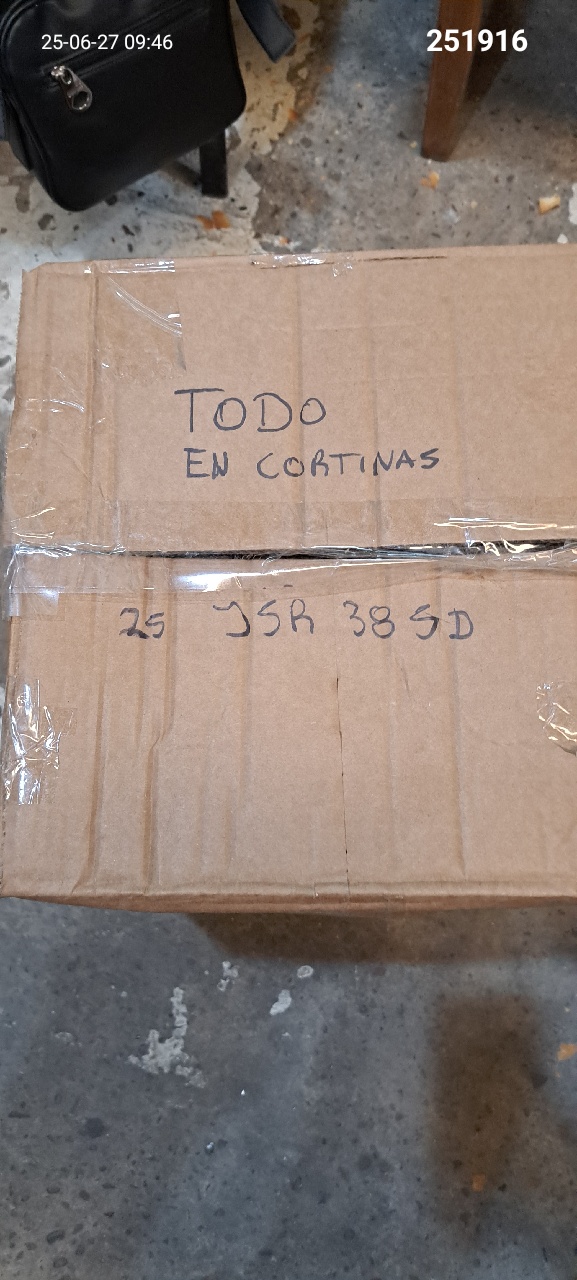 25-06-27 09:46
251916
TODO
EN CORTINAS
25 JSR 38 SD